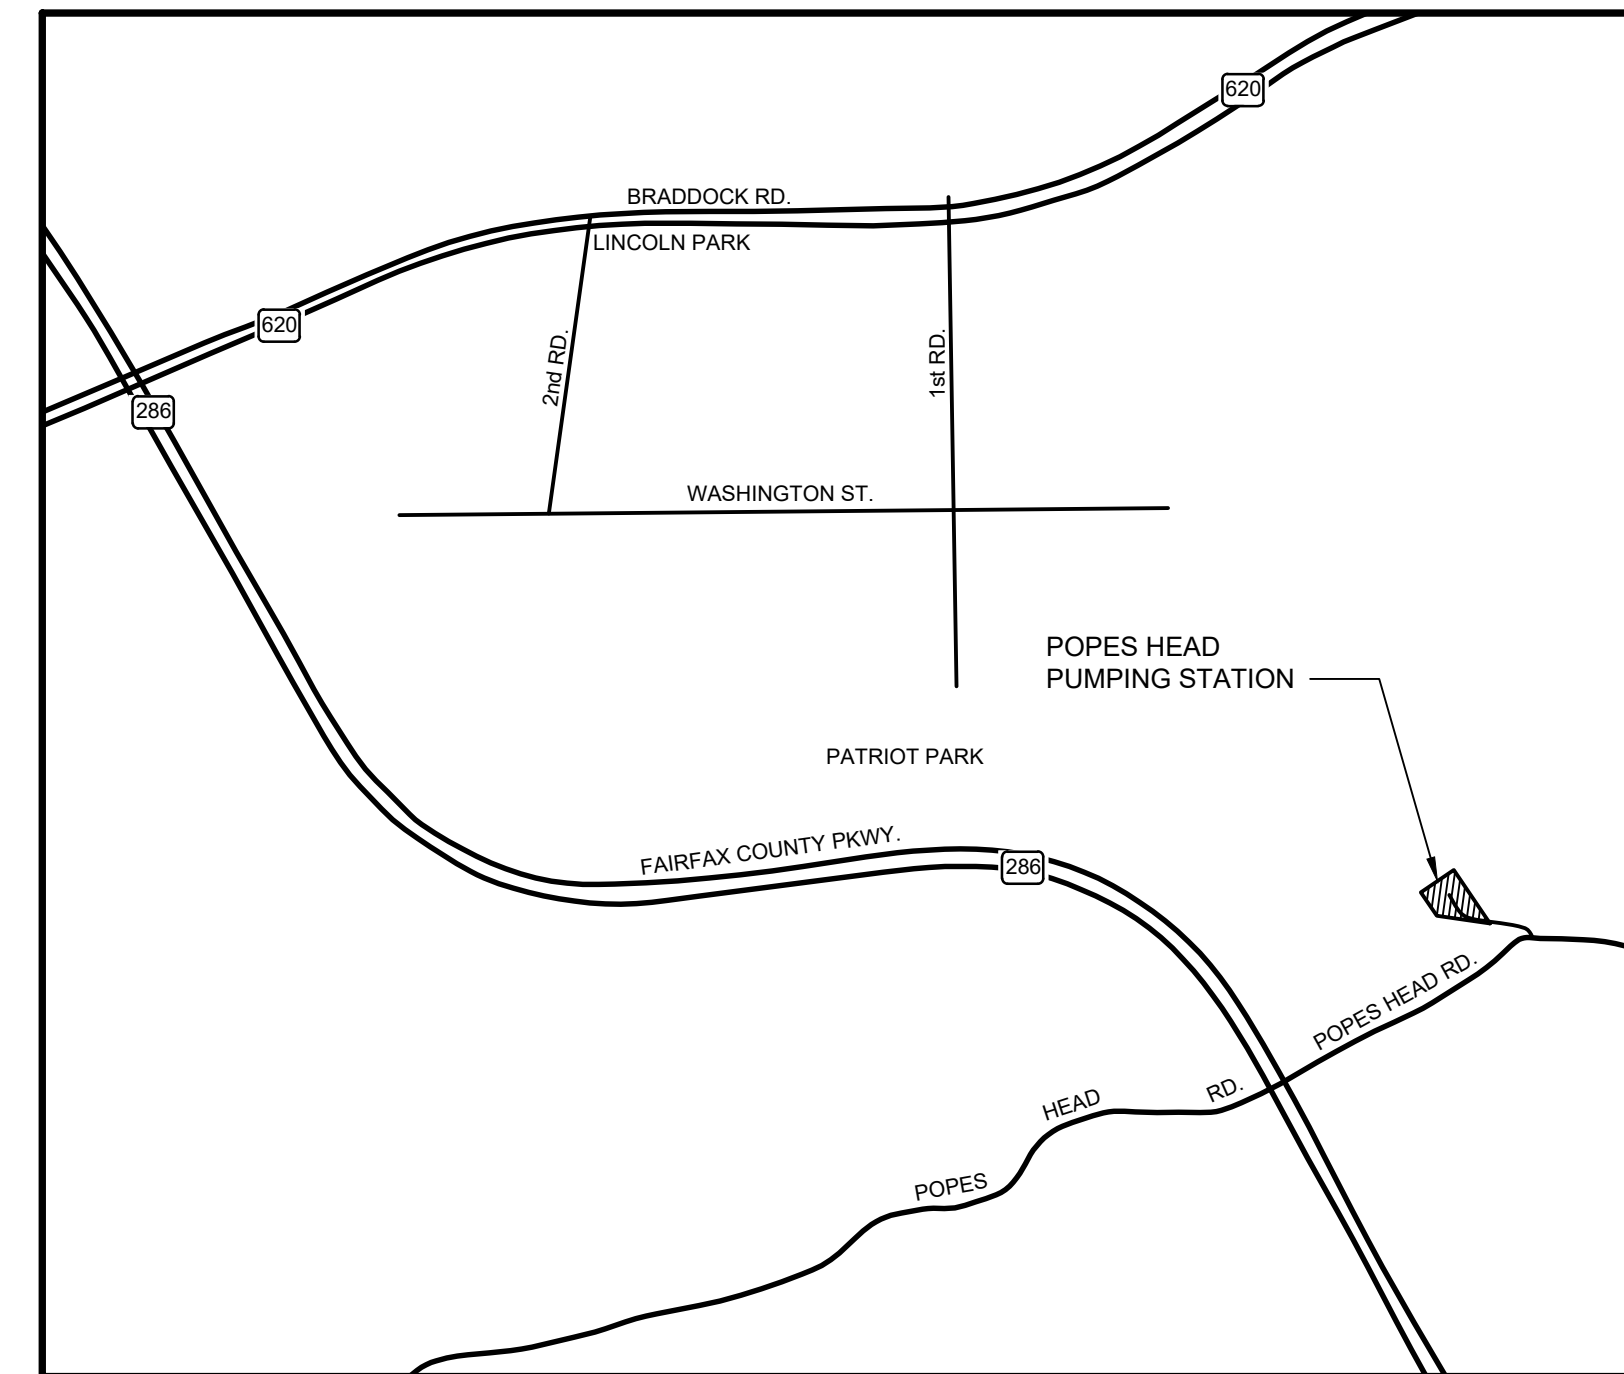 620
BRADDOCK RD.
LINCOLN PARK
620
2nd RD.
1st RD.
286
WASHINGTON ST.
POPES HEAD
PUMPING STATION
PATRIOT PARK
FAIRFAX COUNTY PKWY.
286
POPES HEAD RD.
POPES HEAD RD.